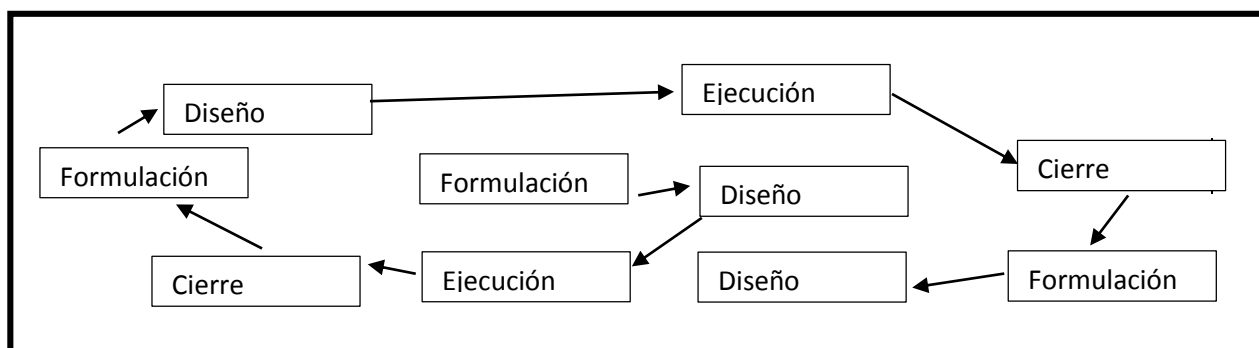 Diseño
Ejecución
Formulación
Formulación
Cierre
Diseño
Cierre
Ejecución
Diseño
Formulación